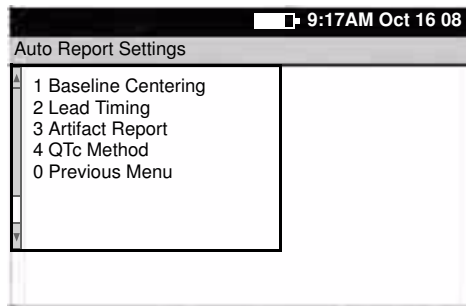 9:17AM Oct 16 08
Auto Report Settings
1 Baseline Centering
2 Lead Timing
3 Artifact Report
4 QTc Method
0 Previous Menu